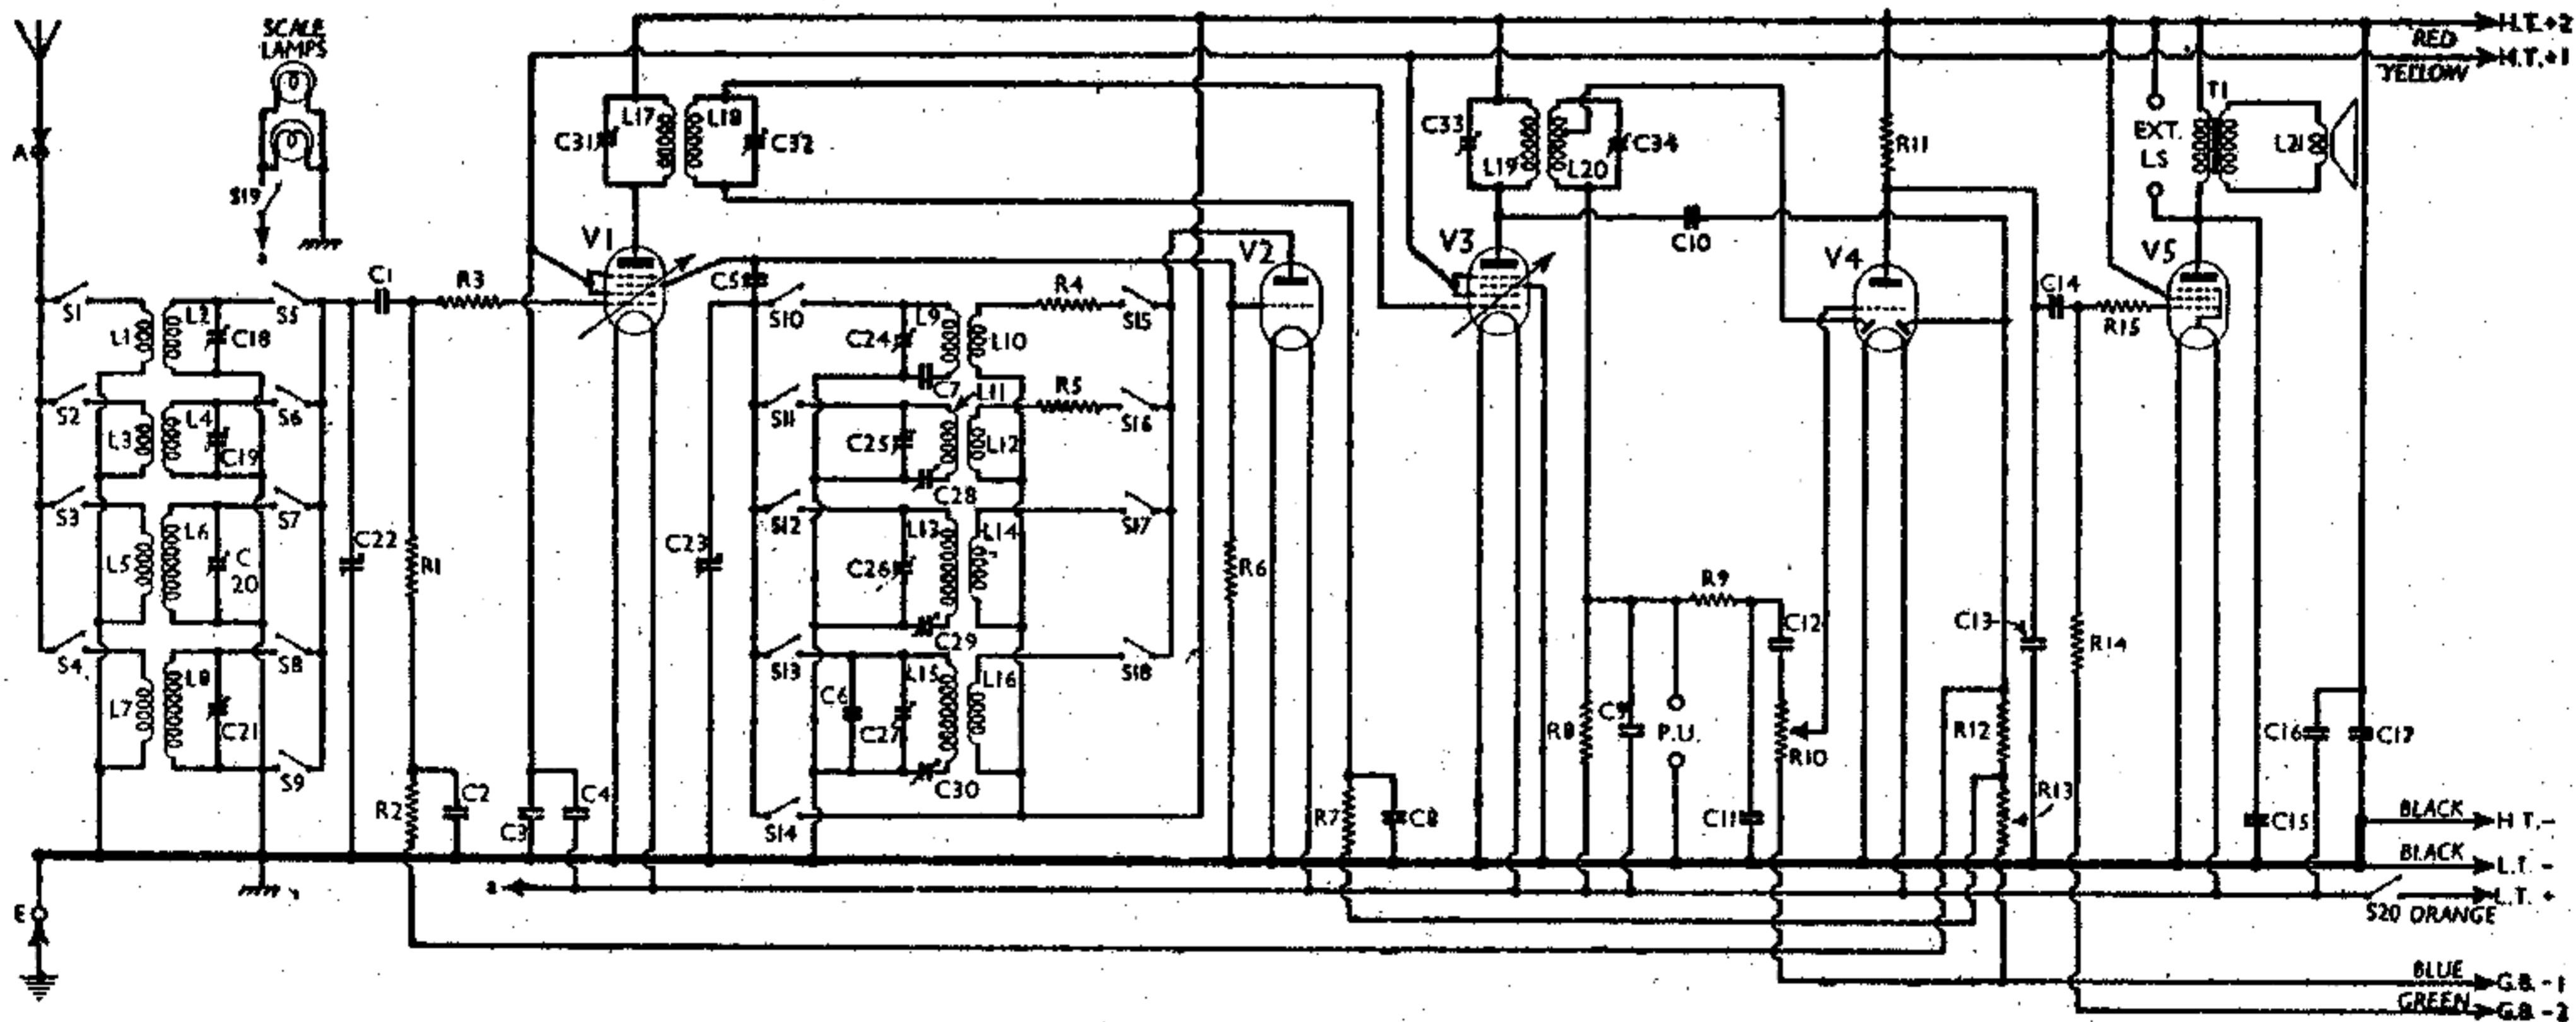 SCALE
LAMPS
H.T.+2
RED
H.T.+1
YELLOW
A
S19
a
C31
L17
L18
C32
C33
L19
L20
C34
R11
EXT.
L.S
T1
L21
V1
V2
V3
V4
V5
C10
C1
R3
C5
S1
L1
L2
C18
S5
S10
C24
L9
L10
R4
S15
C14
R15
S2
L3
L4
C19
S6
S11
C25
C7
L11
L12
R5
S16
S3
L5
L6
C
20
S7
C22
R1
C23
S12
C28
L13
L14
C26
S17
R6
S4
L7
L8
C21
S8
S13
C29
C6
L15
C27
L16
S18
R9
C12
C13
R14
R8
C9
P.U.
R10
R12
C16
C17
S9
R2
C2
C3
C4
S14
C30
R7
C8
C11
R13
C15
BLACK
H.T.-
BLACK
L.T. -
a
L.T. +
S20 ORANGE
E
BLUE
G.B. -1
GREEN
G.B. -2